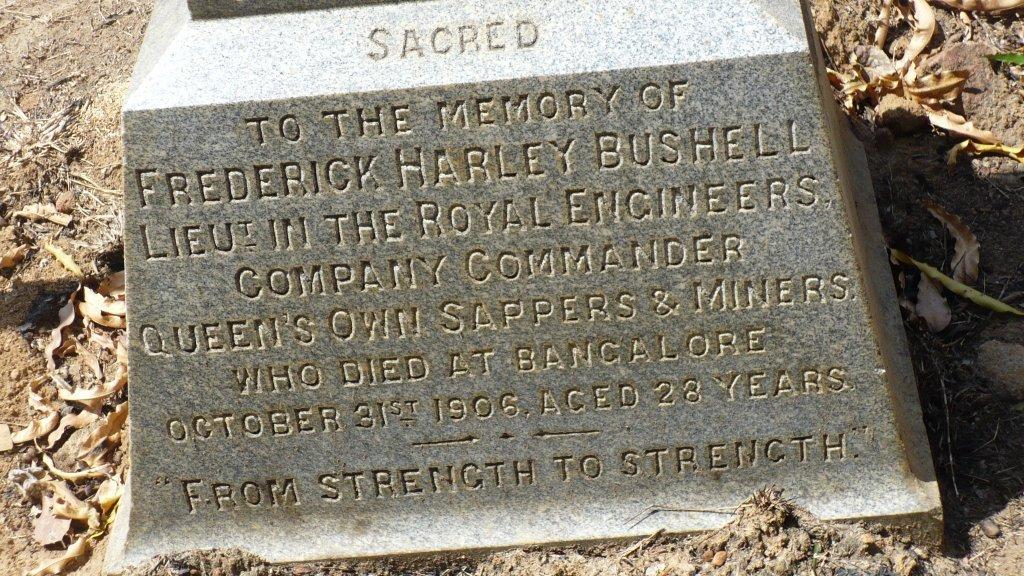 SACRED
TO THE MEMORY OF
FREDERICK HARLEY BUSHELL
LIEUT IN THE ROYAL ENGINEERS,
COMPANY COMMANDER
QUEEN'S OWN SAPPERS & MINERS.
WHO DIED AT BANGALORE
OCTOBER 31ST 1906, AGED 28 YEARS.
"FROM STRENGTH TO STRENGTH."